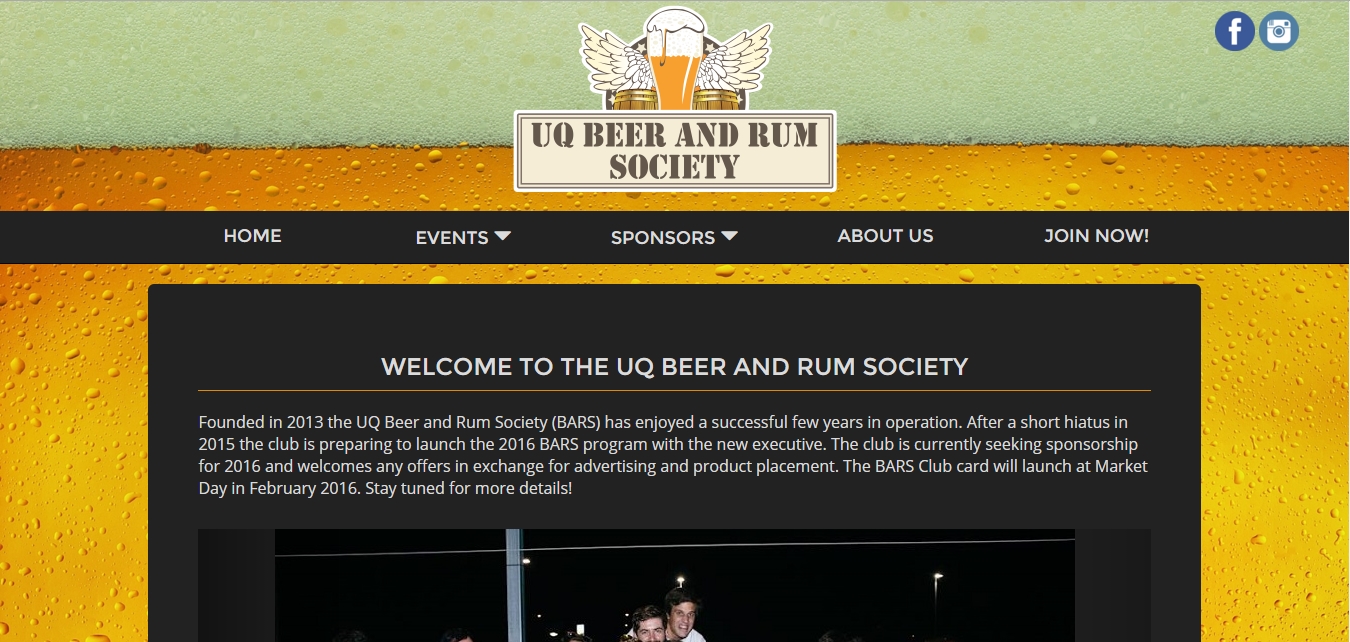 UQ BEER AND RUM
SOCIETY
HOME EVENTS SPONSORS ABOUT US JOIN NOW!
WELCOME TO THE UQ BEER AND RUM SOCIETY
Founded in 2013 the UQ Beer and Rum Society (BARS) has enjoyed a successful few years in operation. After a short hiatus in
2015 the club is preparing to launch the 2016 BARS program with the new executive. The club is currently seeking sponsorship
for 2016 and welcomes any offers in exchange for advertising and product placement. The BARS Club card will launch at Market
Day in February 2016. Stay tuned for more details!